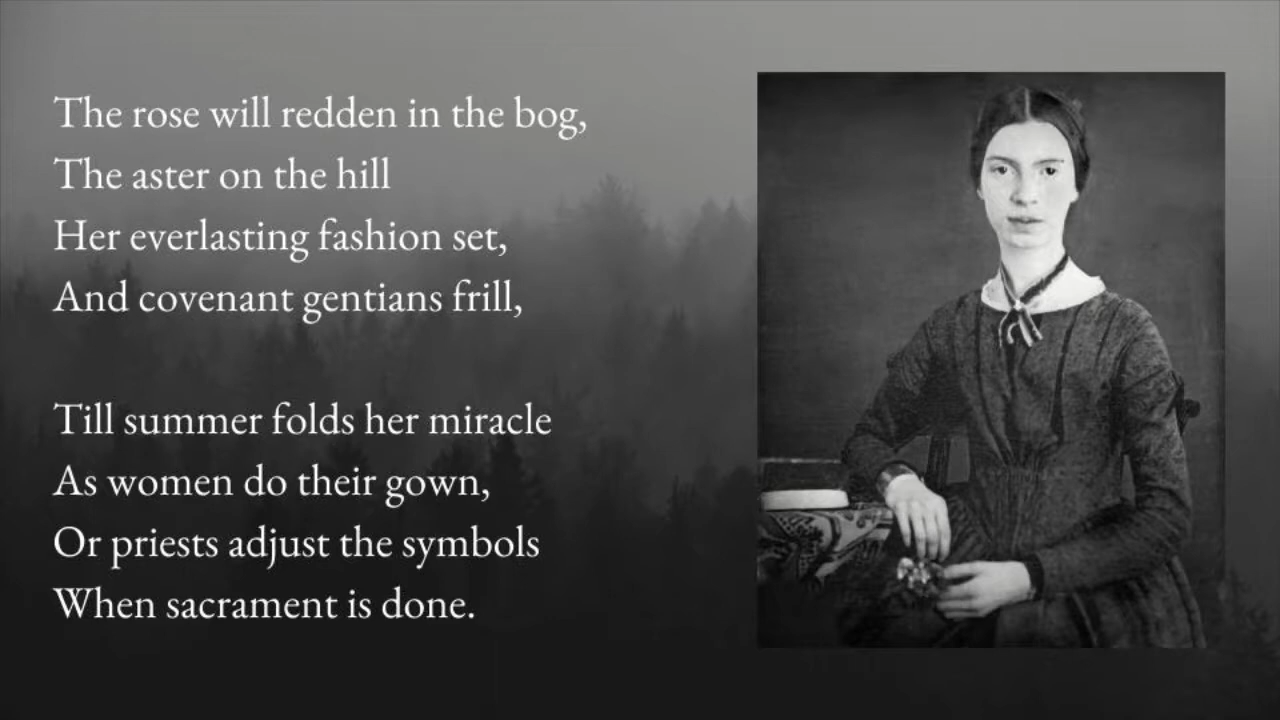 The rose will redden in the bog,
The aster on the hill
Her everlasting fashion set,
And covenant gentians frill,
Till summer folds her miracle
As women do their gown,
Or priests adjust the symbols
When sacrament is done.